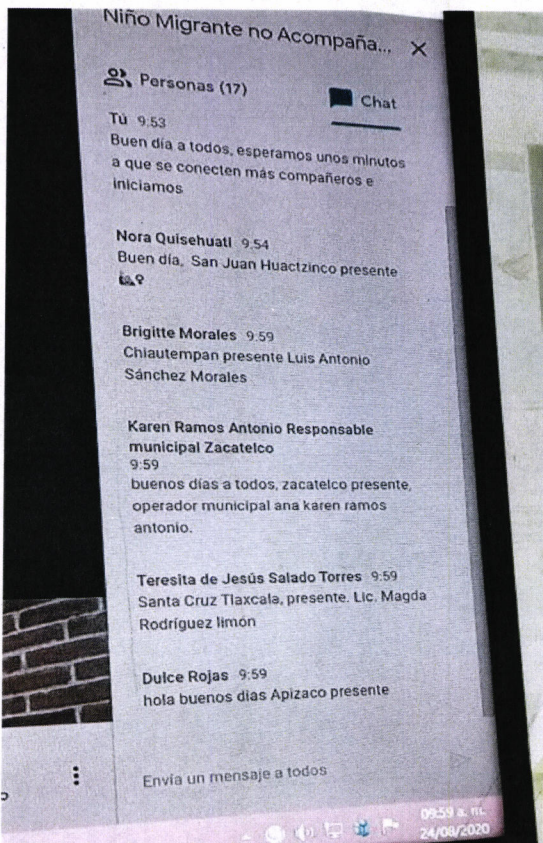 Niño Migrante no Acompaña...
Personas (17)
Chat
Tú 9:53
Buen día a todos, esperamos unos minutos
a que se conecten más compañeros e
iniciamos
Nora Quisehuatl 9:54
Buen día, San Juan Huactzinco presente
Brigitte Morales 9:59
Chiautempan presente Luis Antonio
Sánchez Morales
Karen Ramos Antonio Responsable
municipal Zacatelco
9:59
buenos días a todos, zacatelco presente,
operador municipal ana karen ramos
antonio.
Teresita de Jesús Salado Torres 9:59
Santa Cruz Tlaxcala, presente. Lic. Magda
Rodríguez limón
Dulce Rojas 9:59
hola buenos dias Apizaco presente
Envía un mensaje a todos
09:59 a. m.
24/08/2020